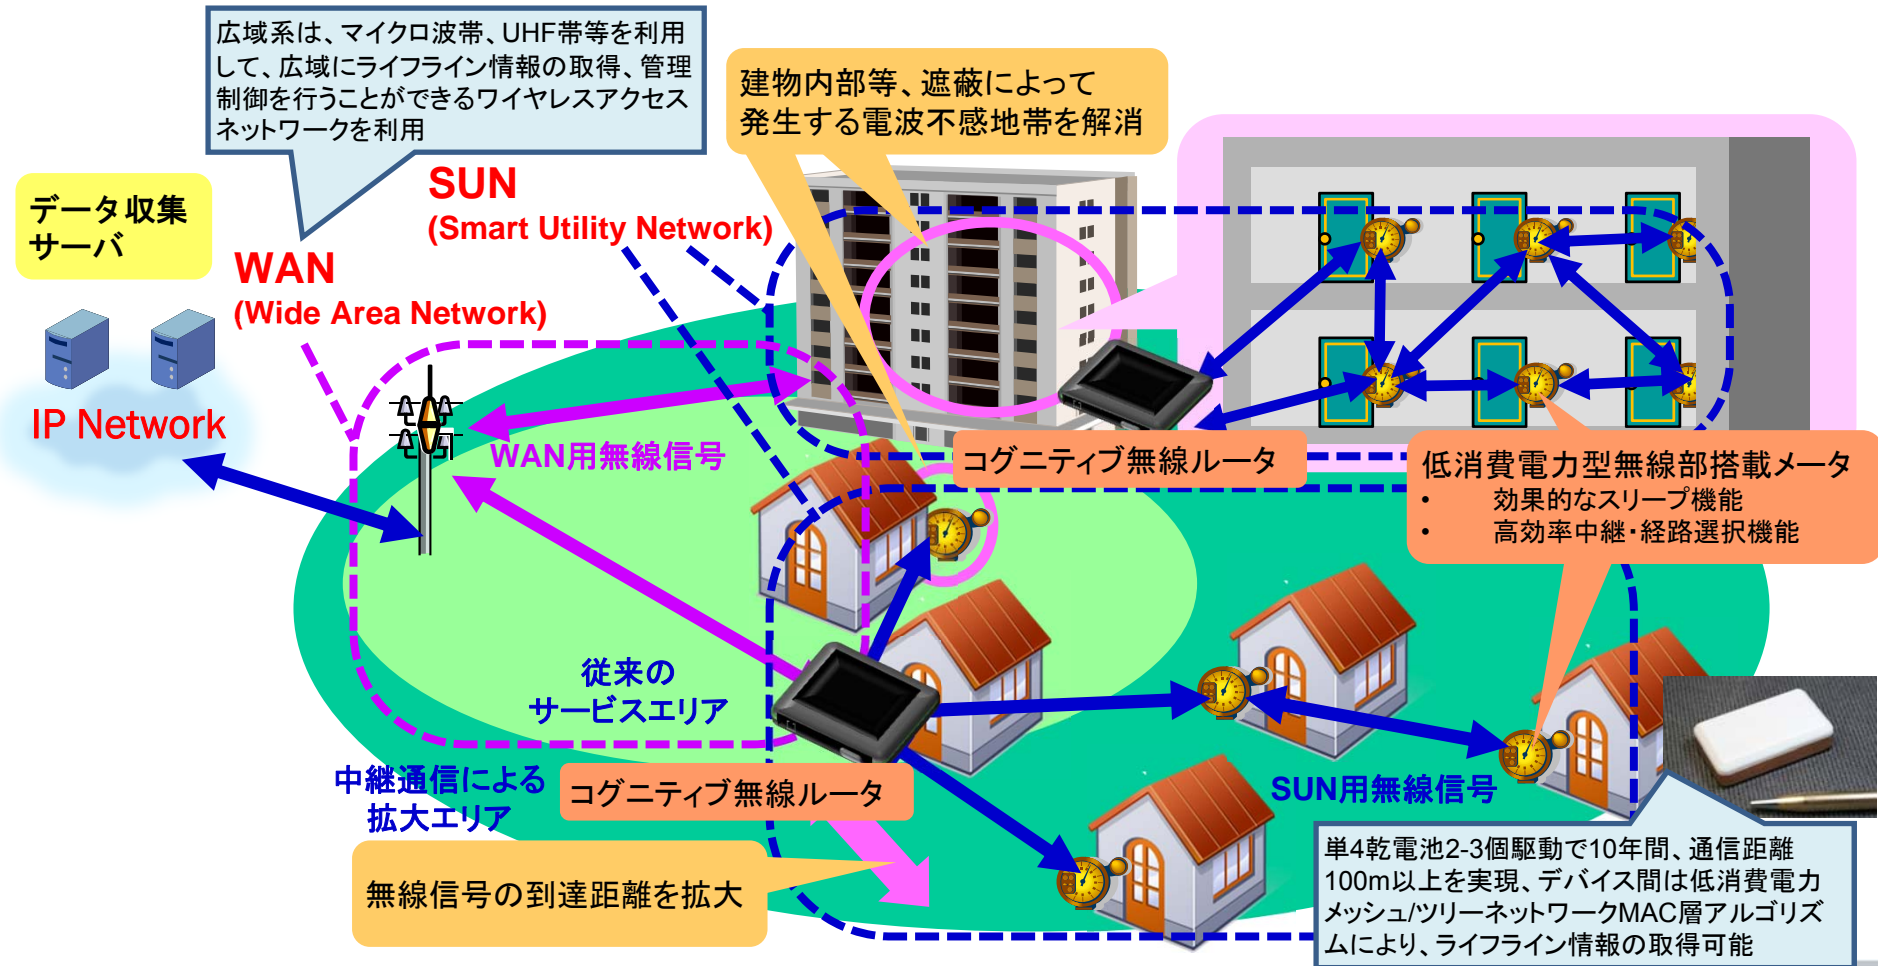 広域系は、マイクロ波帯、UHF帯等を利用
して、広域にライフライン情報の取得、管理
制御を行うことができるワイヤレスアクセス
ネットワークを利用
建物内部等、遮蔽によって
発生する電波不感地帯を解消
データ収集
サーバ
SUN
(Smart Utility Network)
WAN
(Wide Area Network)
IP Network
WAN用無線信号
コグニティブ無線ルータ
低消費電力型無線部搭載メータ
• 効果的なスリープ機能
• 高効率中継・経路選択機能
従来の
サービスエリア
中継通信による
拡大エリア
コグニティブ無線ルータ
SUN用無線信号
無線信号の到達距離を拡大
単4乾電池2-3個駆動で10年間、通信距離
100m以上を実現、デバイス間は低消費電力
メッシュ/ツリーネットワークMAC層アルゴリズ
ムにより、ライフライン情報の取得可能